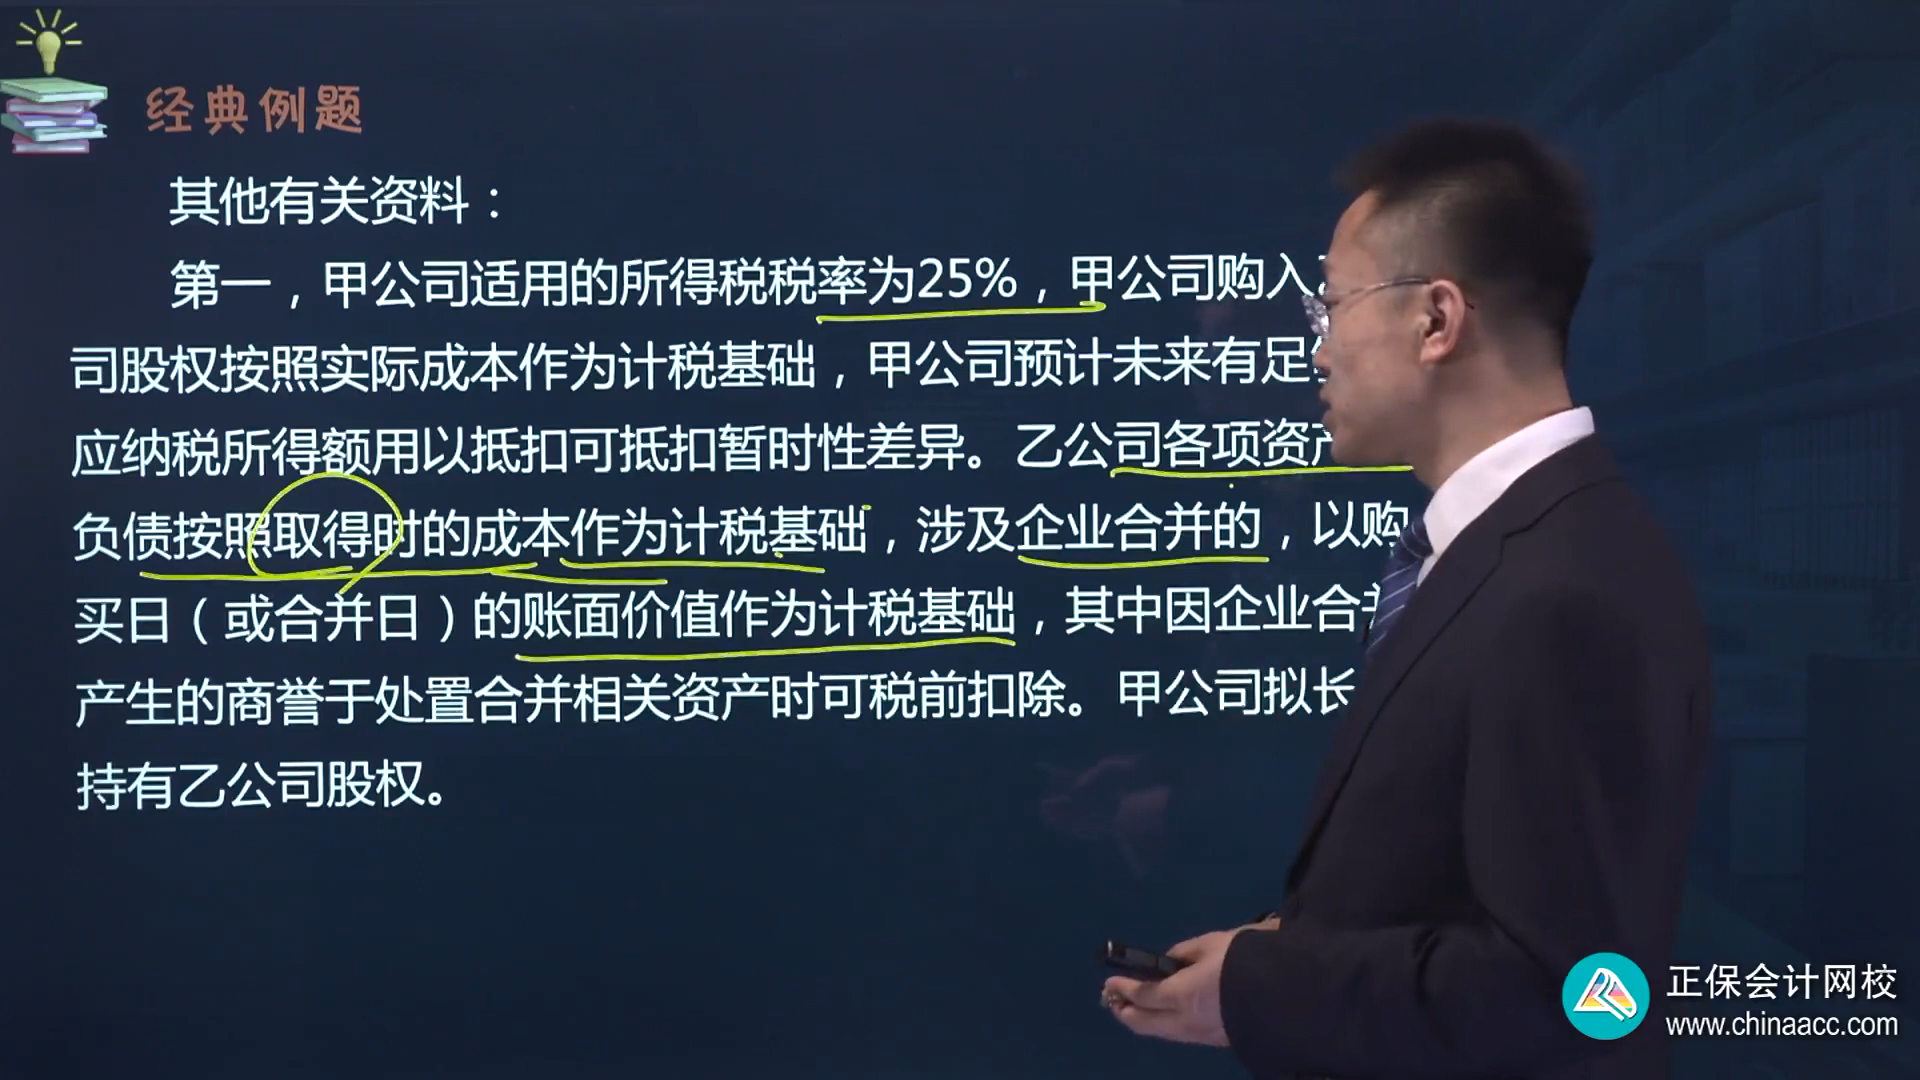 经典例题
其他有关资料：
第一，甲公司适用的所得税税率为25%，甲公司购入
司股权按照实际成本作为计税基础，甲公司预计未来有足
应纳税所得额用以抵扣可抵扣暂时性差异。乙公司各项资产
负债按照取得时的成本作为计税基础，涉及企业合并的，以购
买日（或合并日）的账面价值作为计税基础，其中因企业合
产生的商誉于处置合并相关资产时可税前扣除。甲公司拟长
持有乙公司股权。
正保会计网校
www.chinaacc.com